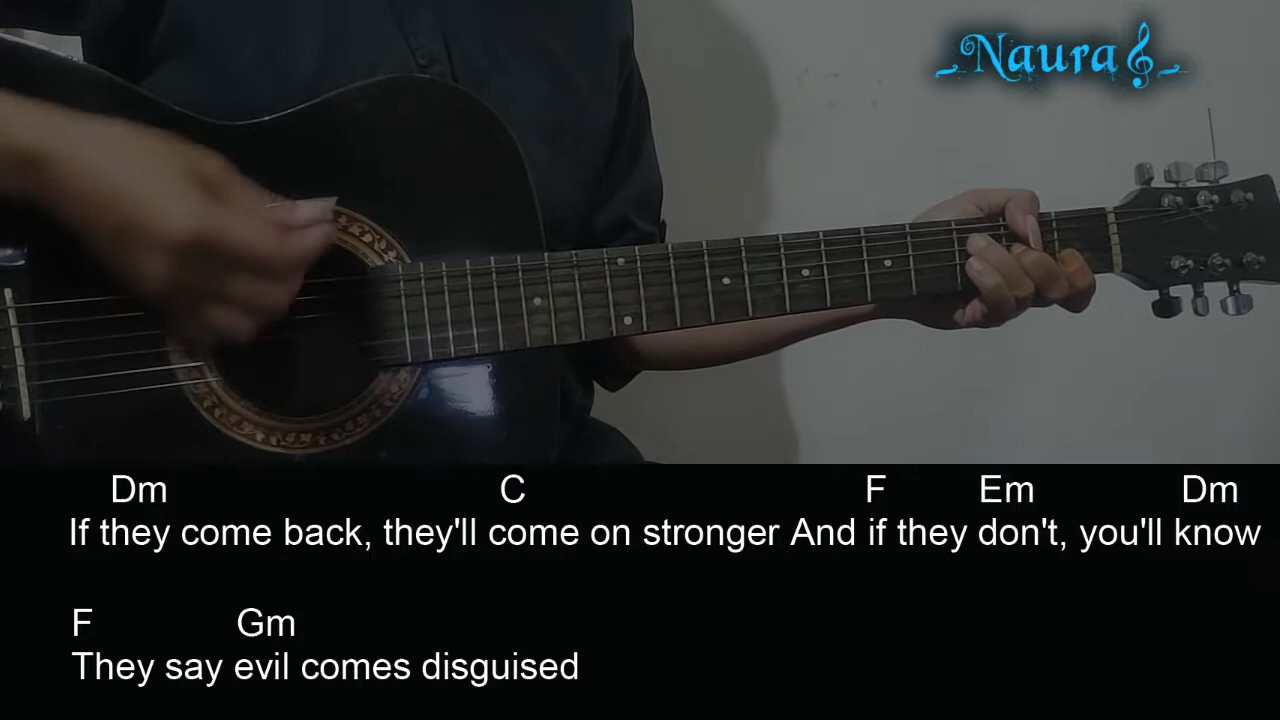 Naura
Dm C F Em Dm
If they come back, they'll come on stronger And if they don't, you'll know
F Gm
They say evil comes disguised